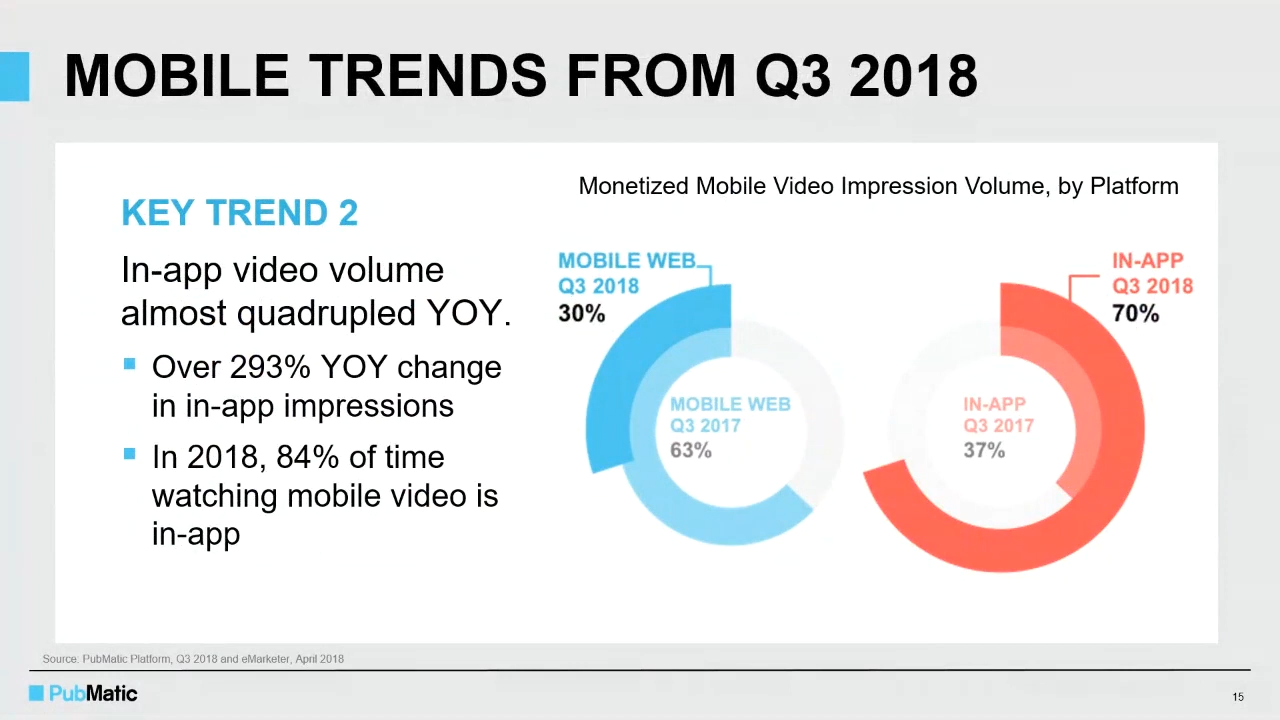 MOBILE TRENDS FROM Q3 2018
KEY TREND 2
In-app video volume
almost quadrupled YOY.
▪ Over 293% YOY change
in in-app impressions
▪ In 2018, 84% of time
watching mobile video is
in-app
Monetized Mobile Video Impression Volume, by Platform
MOBILE WEB
Q3 2018
30%
MOBILE WEB
Q3 2017
63%
IN-APP
Q3 2018
70%
IN-APP
Q3 2017
37%
Source: PubMatic Platform, Q3 2018 and eMarketer, April 2018
PubMatic
15